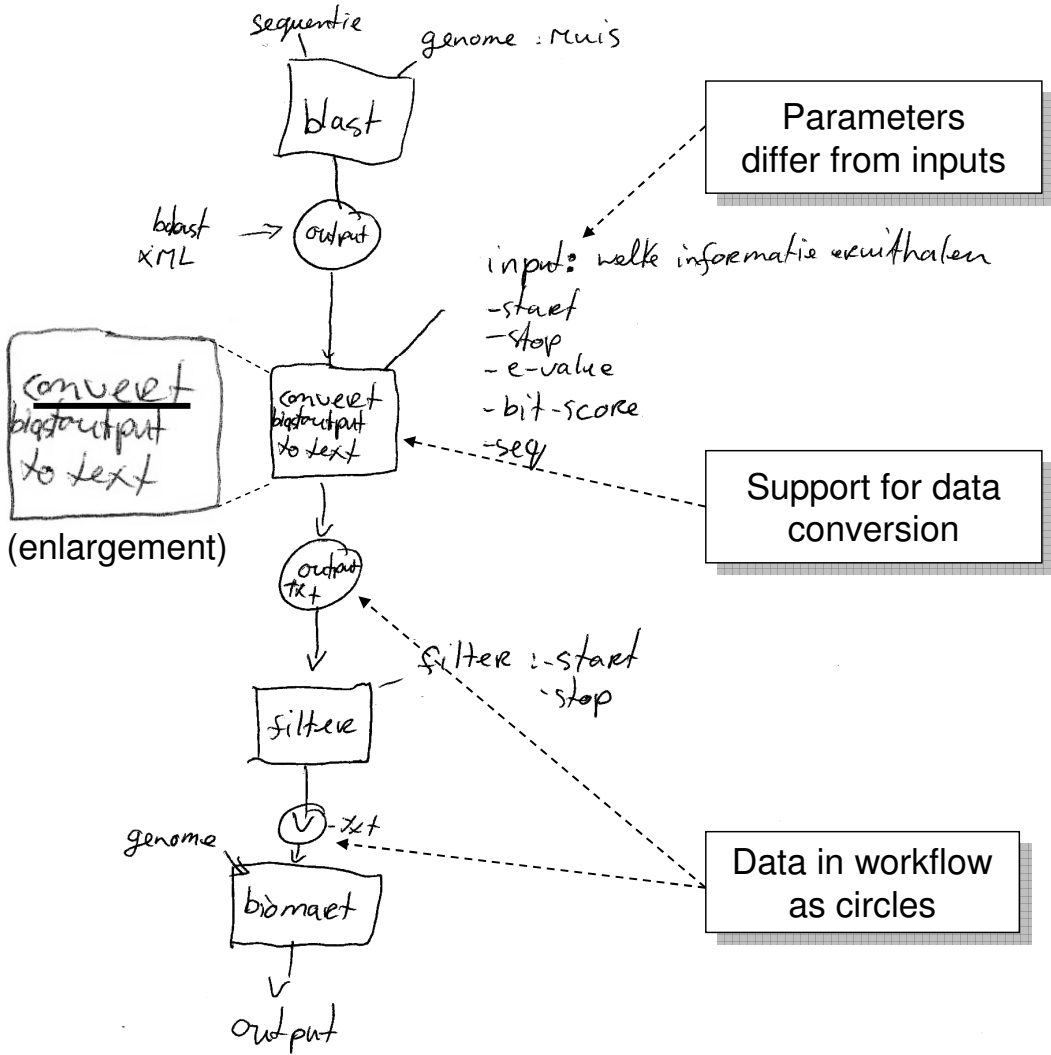 sequentie
genome : Muis
blast
output
blast
XML
input: welke informatie eruithalen
-start
-stop
- e-value
-bit-score
-seq
convert
blastoutput
to text
convert
blastoutput
to text
(enlargement)
output
txt
filter :-start
-stop
filter
-txt
genome
biomart
output
Parameters
differ from inputs
Support for data
conversion
Data in workflow
as circles